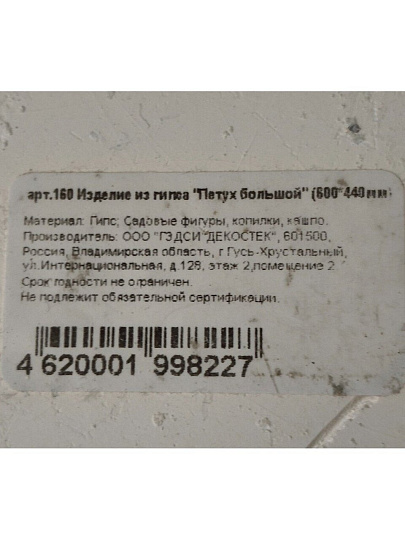 арт.160 Изделие из гипса "Петух большой" (600*440мм
Материал: Гипс; Садовые фигуры, копилки, кашпо.
Производитель: ООО "ГЭДСИ "ДЕКОСТЕК", 601500,
Россия, Владимирская область, г.Гусь-Хрустальный,
ул.Интернациональная, д.128, этаж 2,помещение 2
Срок годности не ограничен.
Не подлежит обязательной сертификации.
4 620001 998227